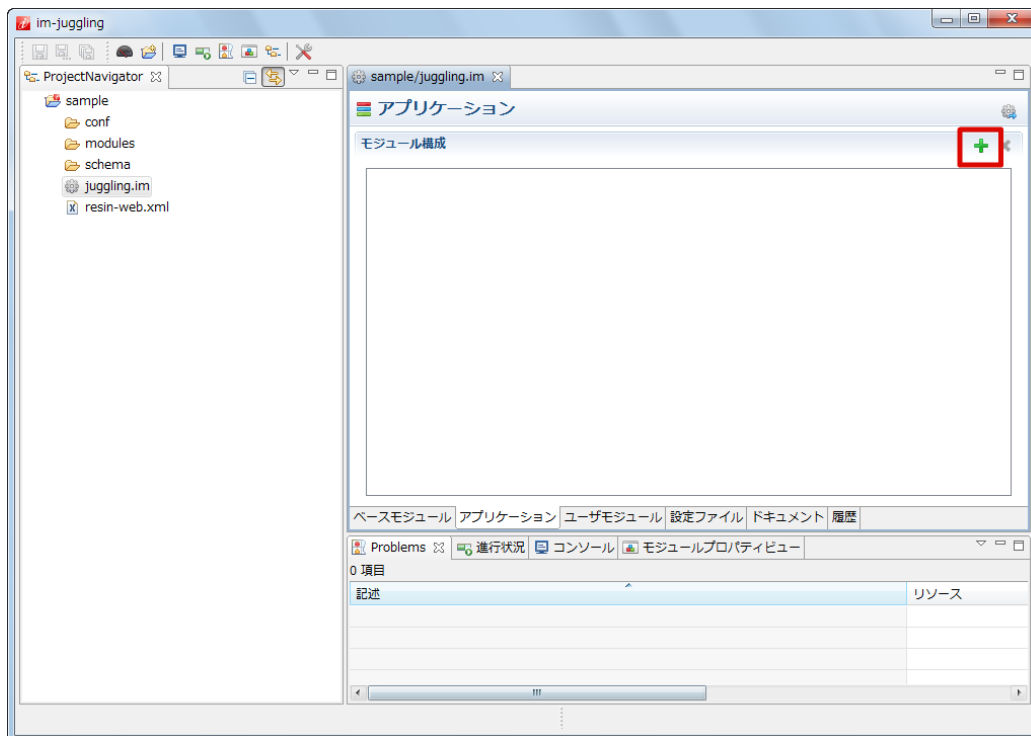 im-juggling
ProjectNavigator
sample
conf
modules
schema
juggling.im
resin-web.xml
sample/juggling.im
アプリケーション
モジュール構成
ベースモジュール アプリケーション ユーザモジュール 設定ファイル ドキュメント 履歴
Problems 進行状況 コンソール モジュールプロパティビュー
0 項目
記述 リソース